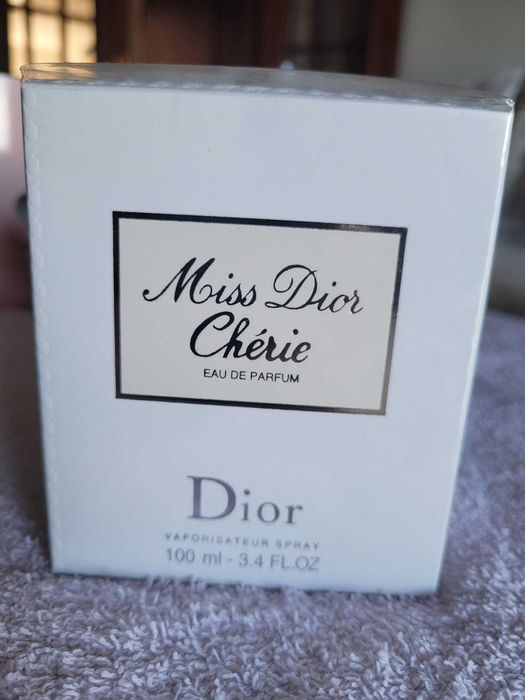 Miss Dior
Chérie
EAU DE PARFUM
Dior
VAPORISATEUR SPRAY
100 ml - 3.4 FL.OZ